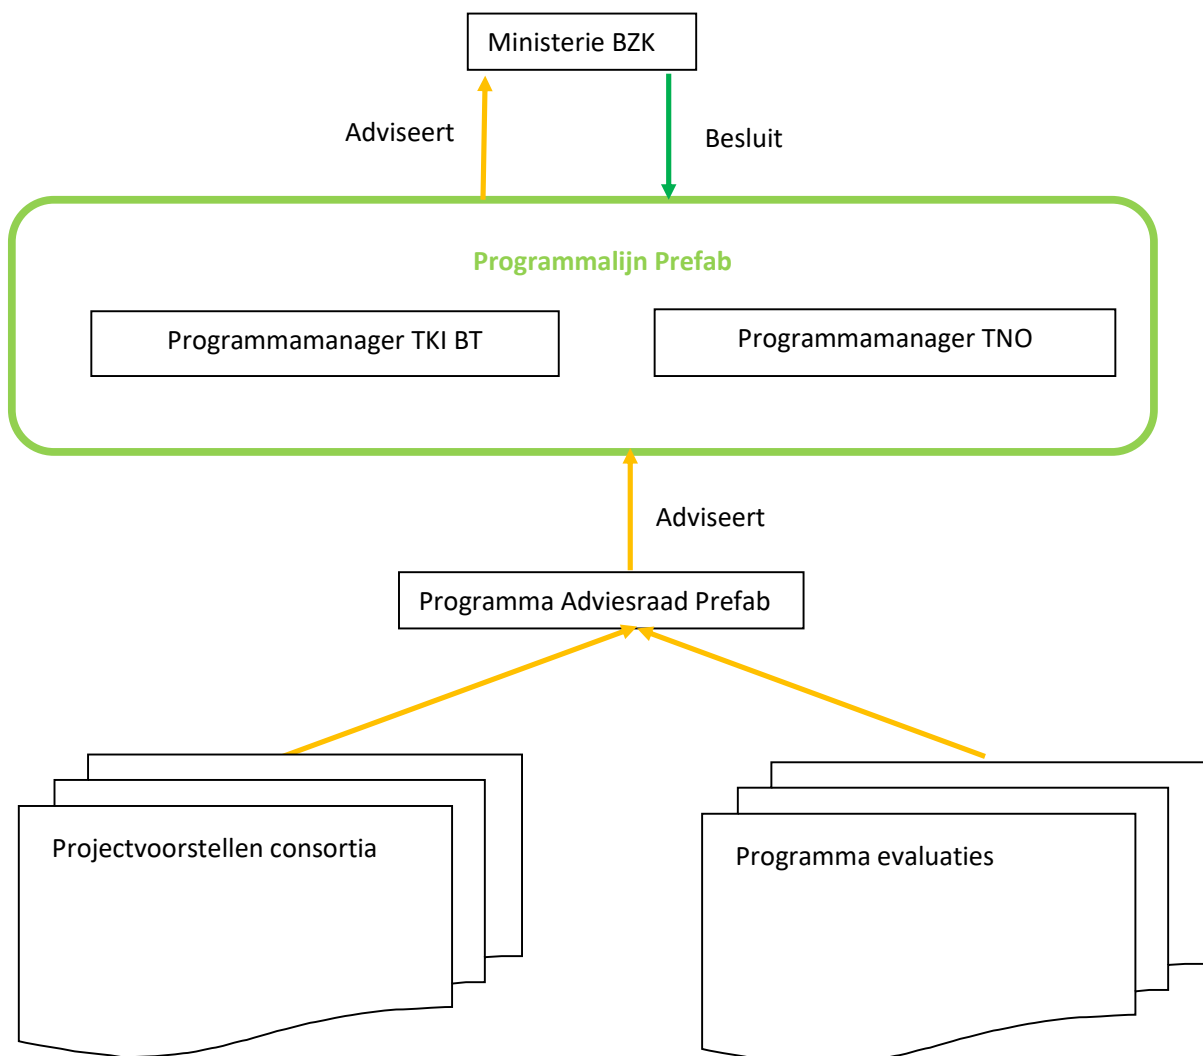 Ministerie BZK
Adviseert
Besluit
Programmalijn Prefab
Programmamanager TKI BT
Programmamanager TNO
Adviseert
Programma Adviesraad Prefab
Projectvoorstellen consortia
Programma evaluaties